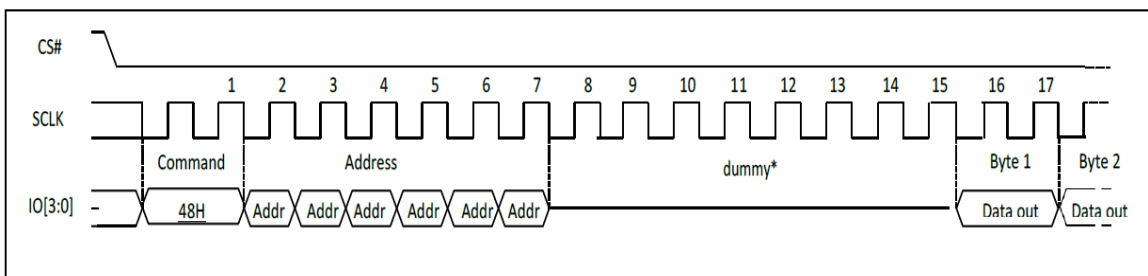 CS#
1 2 3 4 5 6 7 8 9 10 11 12 13 14 15 16 17
SCLK
Command Address dummy* Byte 1 Byte 2
IO[3:0] 48H Addr Addr Addr Addr Addr Addr Data out Data out